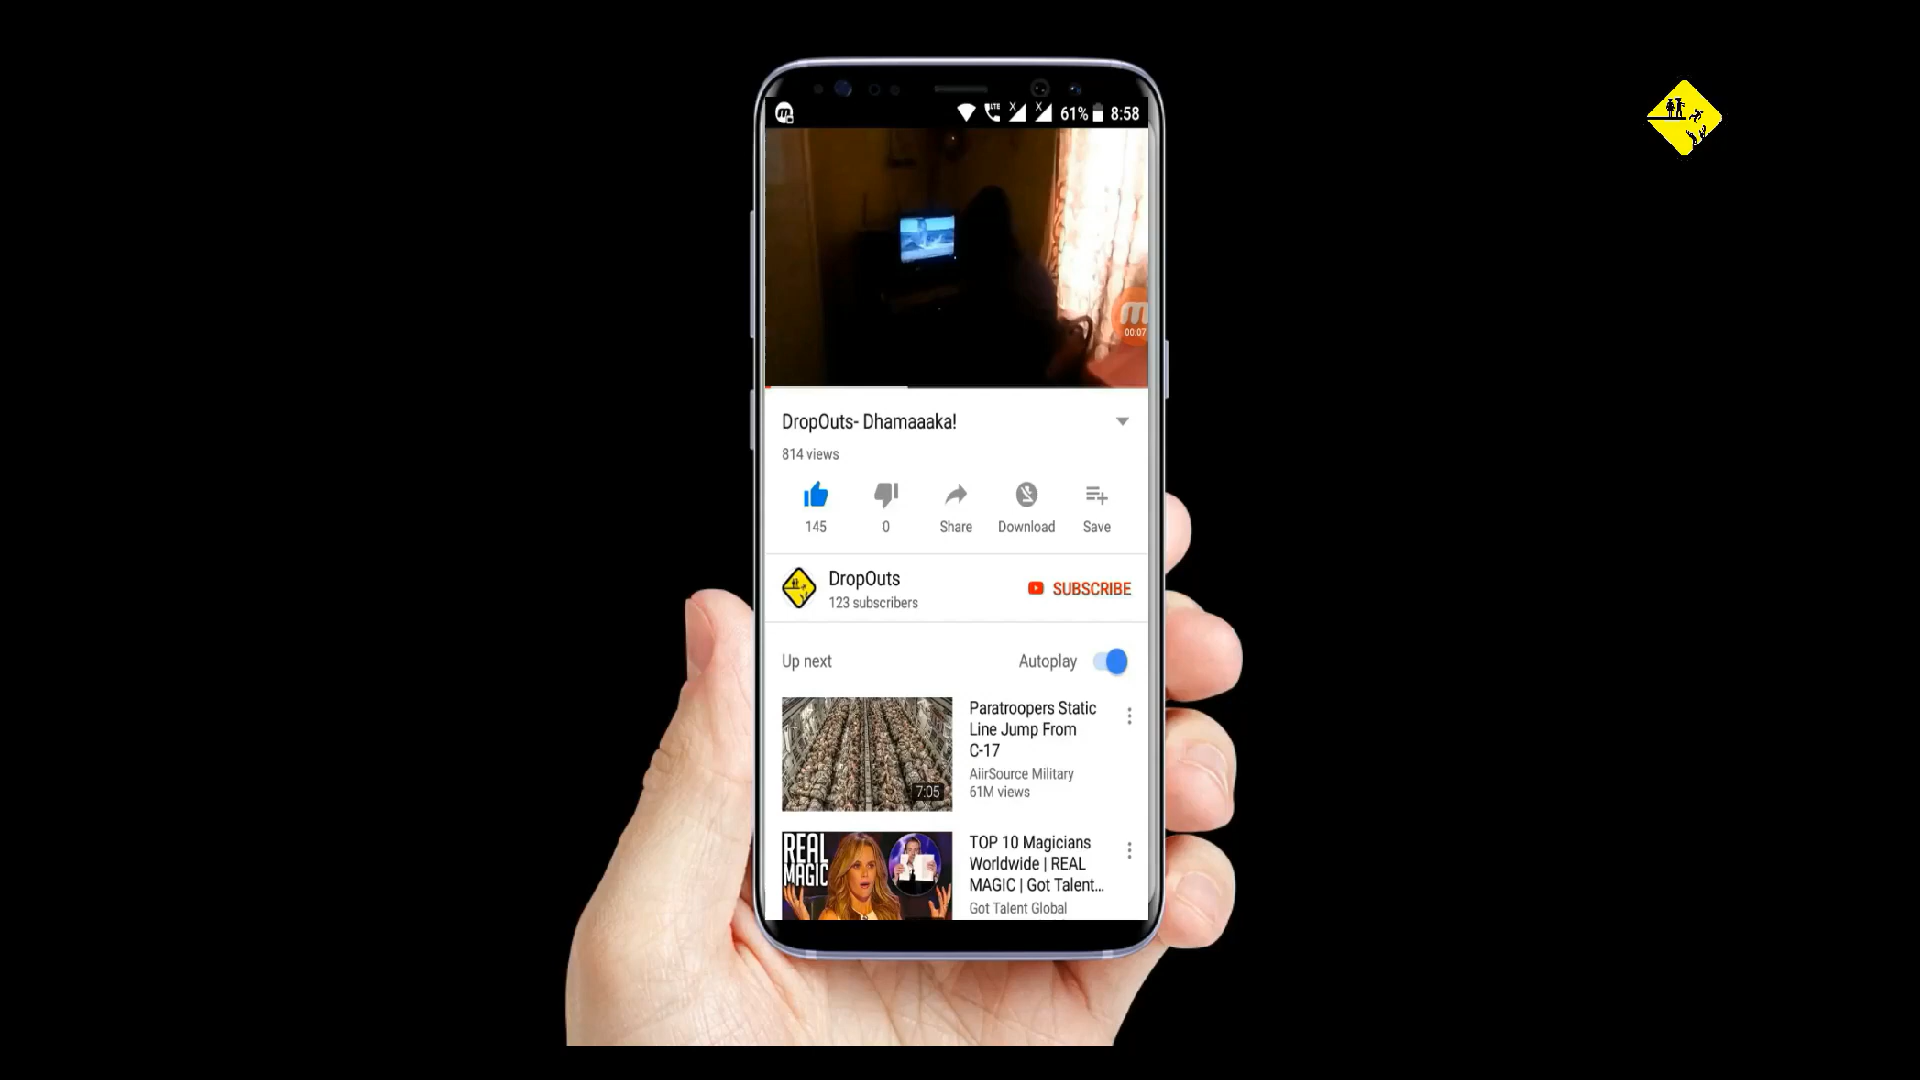 LTE
61% 8:58
00:07
DropOuts- Dhamaaaka!
814 views
145
0
Share
Download
Save
DropOuts
123 subscribers
SUBSCRIBE
Up next
Autoplay
7:05
Paratroopers Static
Line Jump From
C-17
AiirSource Military
61M views
REAL
MAGIC
TOP 10 Magicians
Worldwide | REAL
MAGIC | Got Talent...
Got Talent Global